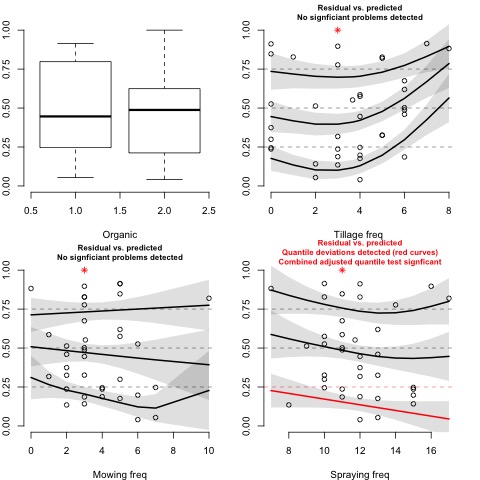 0.00 0.25 0.50 0.75 1.00
0.5 1.0 1.5 2.0 2.5
Organic
Residual vs. predicted
No signficiant problems detected
0.00 0.25 0.50 0.75 1.00
0 2 4 6 8
Tillage freq
Residual vs. predicted
No signficiant problems detected
0.00 0.25 0.50 0.75 1.00
0 2 4 6 8 10
Mowing freq
Residual vs. predicted
Quantile deviations detected (red curves)
Combined adjusted quantile test signficant
0.00 0.25 0.50 0.75 1.00
8 10 12 14 16
Spraying freq